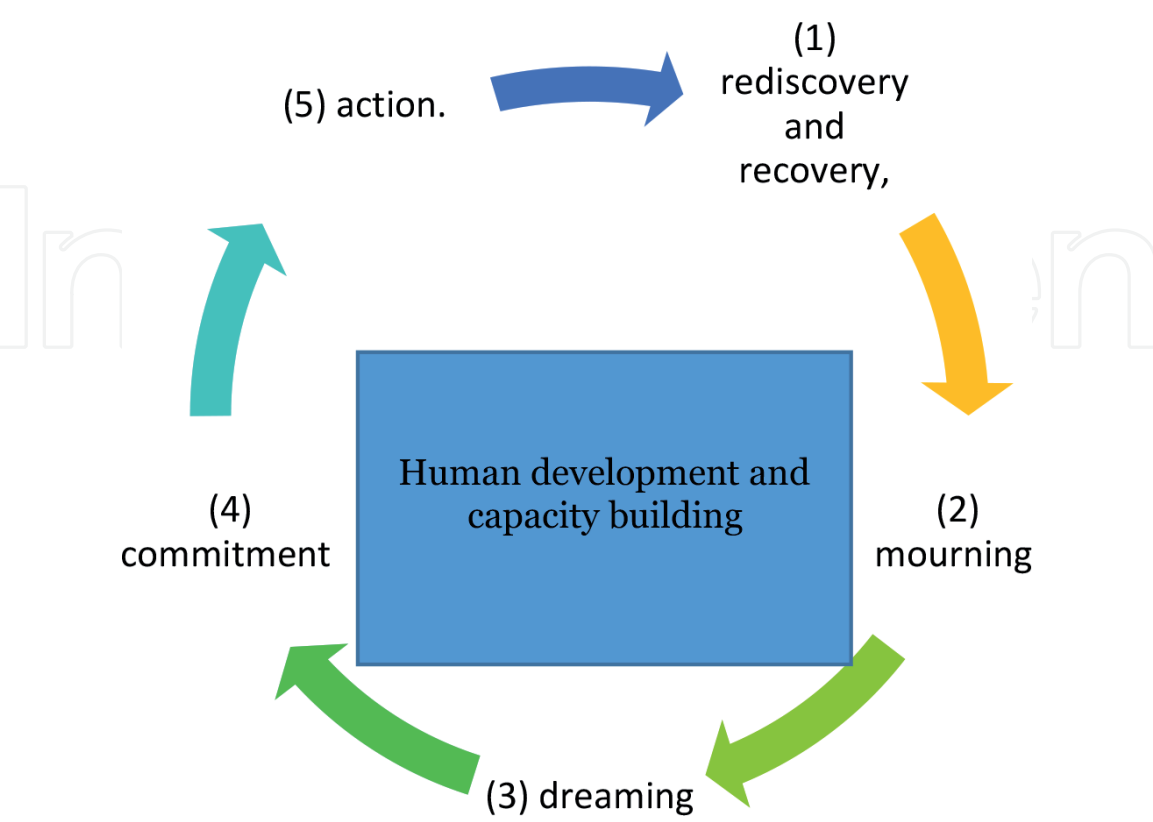 (1)
rediscovery
and
recovery,
(2)
mourning
(3) dreaming
(4)
commitment
(5) action.
Human development and
capacity building